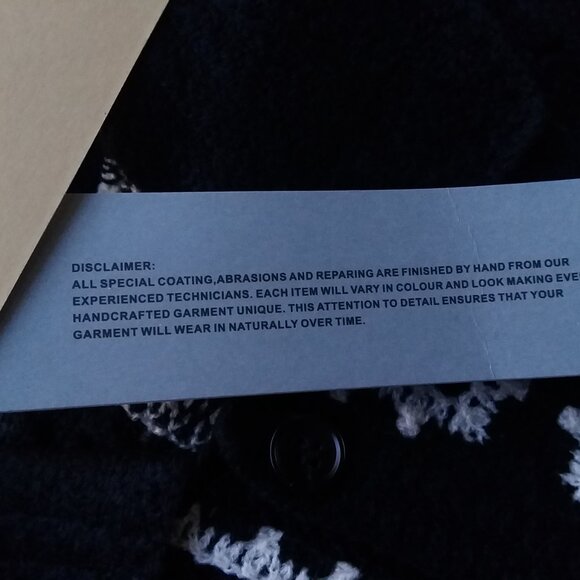 DISCLAIMER:
ALL SPECIAL COATING,ABRASIONS AND REPARING ARE FINISHED BY HAND FROM OUR
EXPERIENCED TECHNICIANS. EACH ITEM WILL VARY IN COLOUR AND LOOK MAKING EVE
HANDCRAFTED GARMENT UNIQUE. THIS ATTENTION TO DETAIL ENSURES THAT YOUR
GARMENT WILL WEAR IN NATURALLY OVER TIME.